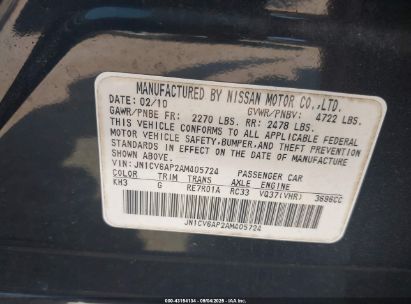 MANUFACTURED BY NISSAN MOTOR CO.,LTD.
DATE: 02/10 GVWR/PNBV: 4722 LBS.
GAWR/PNBE FR: 2270 LBS. RR: 2478 LBS.
THIS VEHICLE CONFORMS TO ALL APPLICABLE FEDERAL
MOTOR VEHICLE SAFETY, BUMPER, AND THEFT PREVENTION
STANDARDS IN EFFECT ON THE DATE OF MANUFACTURE
SHOWN ABOVE.
VIN: JN1CV6AP2AM405724 PASSENGER CAR
COLOR TRIM TRANS AXLE ENGINE
KH3 G RE7R01A RC33 VQ37(VHR) 3696CC
JN1CV6AP2AM405724